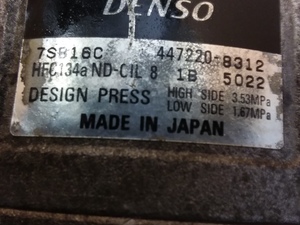 DENSO
7SB16C 447220-8312
HFC134a ND-OIL 8 1B 5022
DESIGN PRESS HIGH SIDE 3.53MPa
LOW SIDE 1.67MPa
MADE IN JAPAN